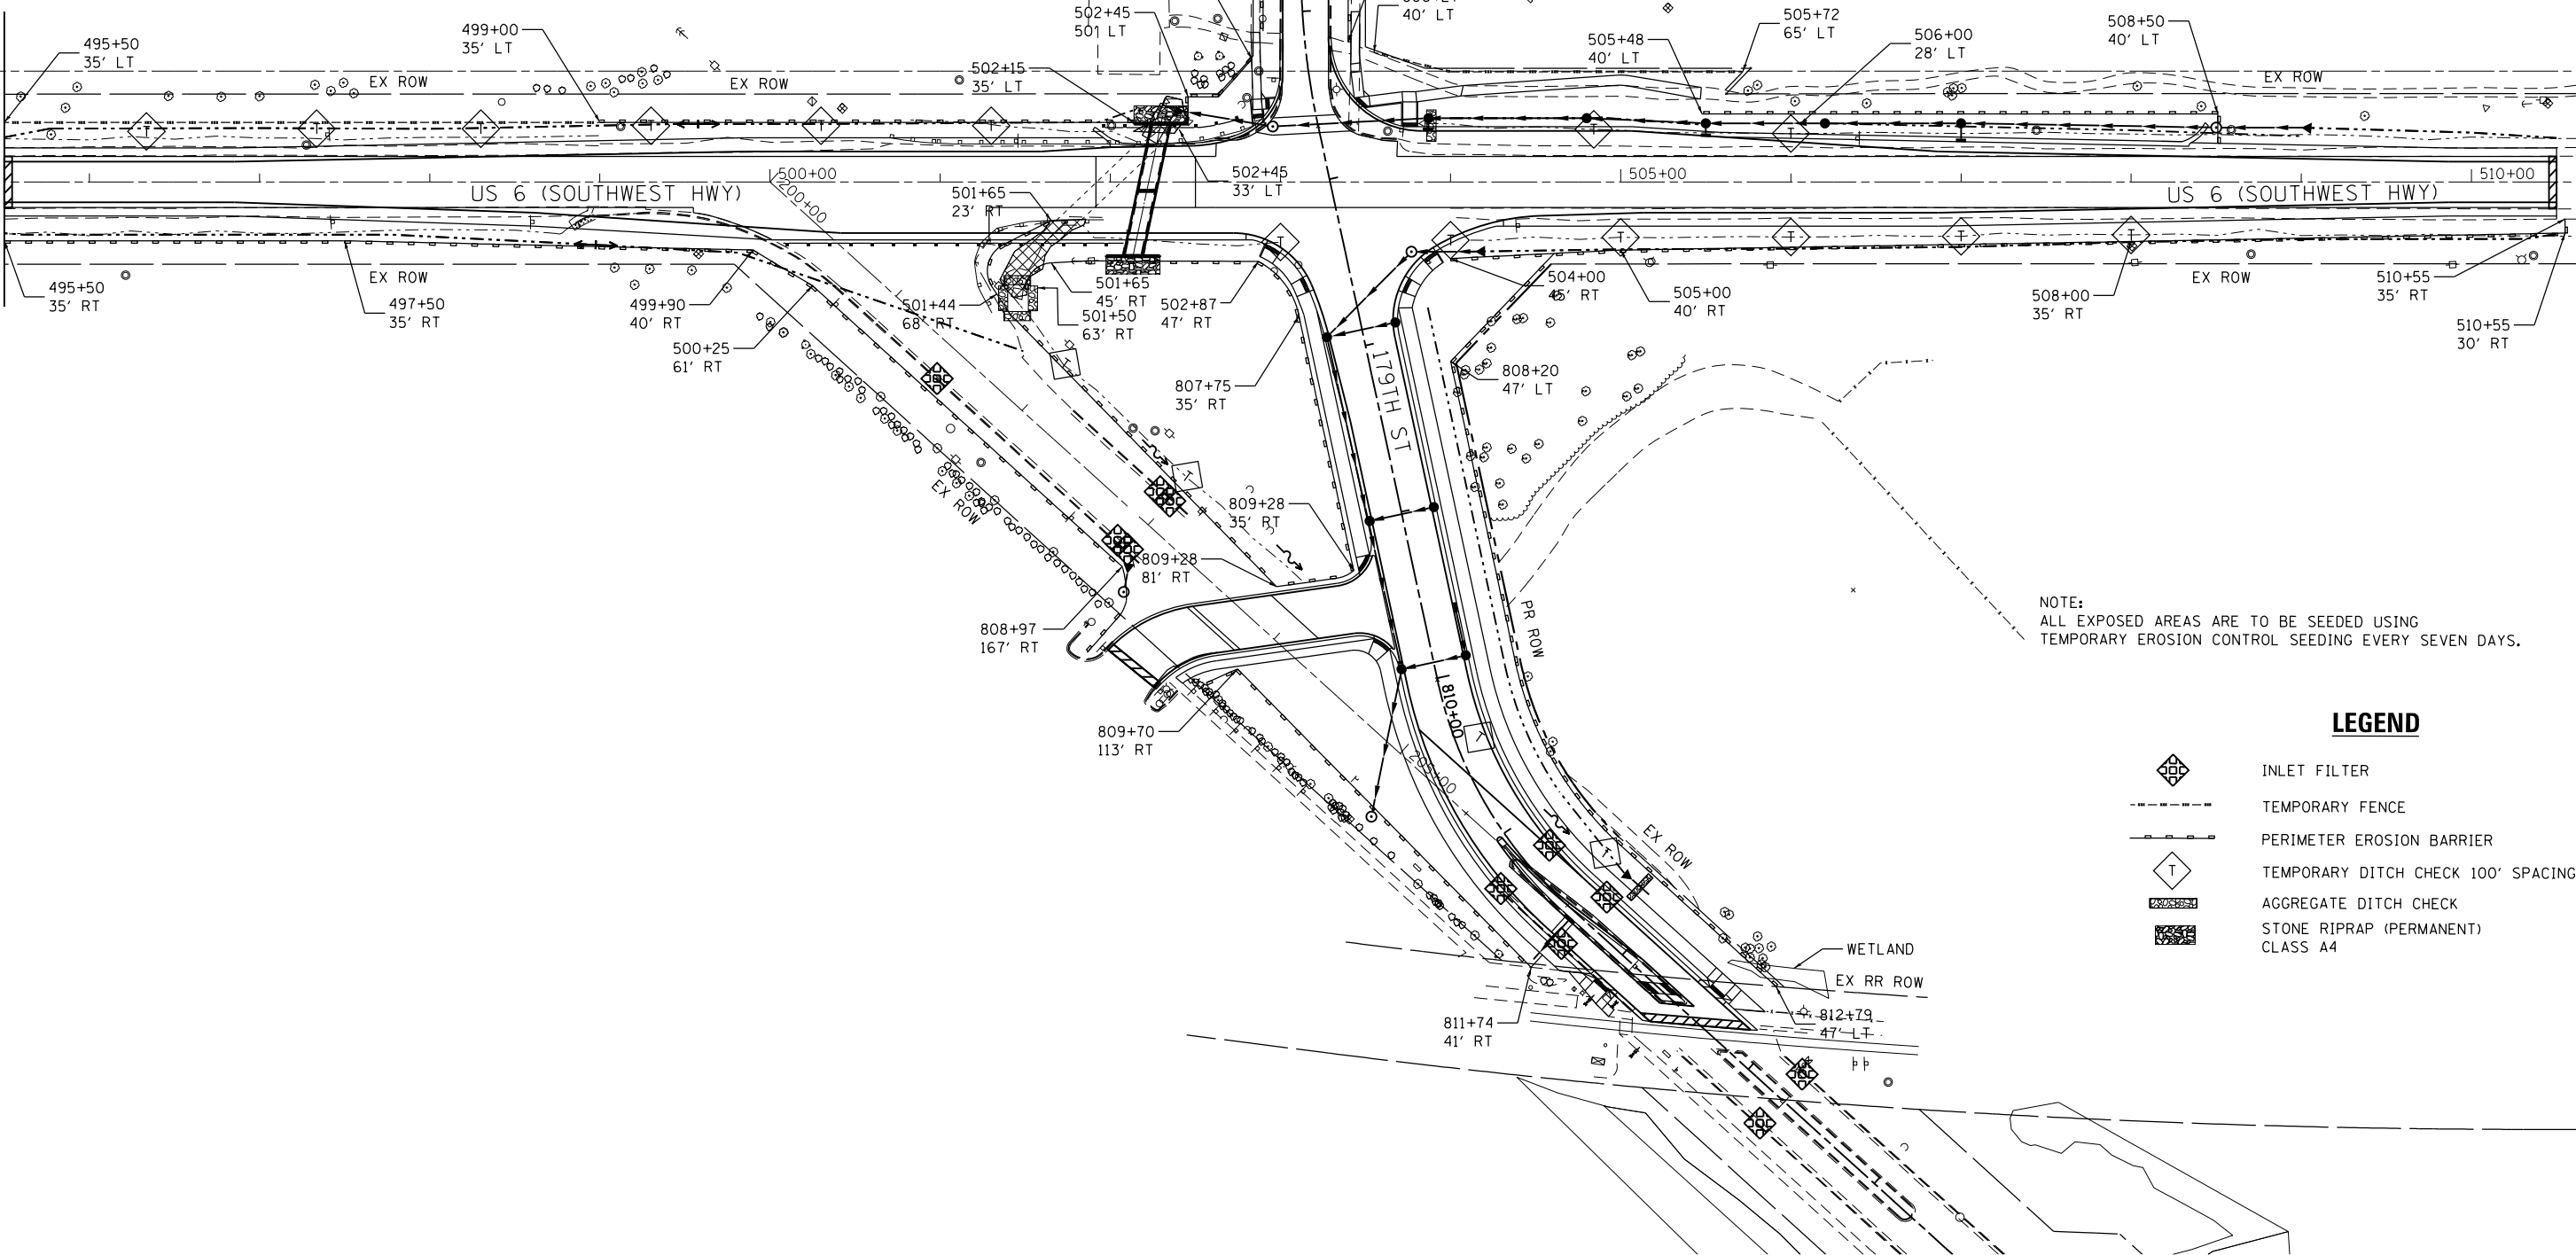 502+45
501 LT
40' LT
505+72
65' LT
508+50
40' LT
499+00
35' LT
495+50
35' LT
505+48
40' LT
506+00
28' LT
502+15
35' LT
EX ROW
EX ROW
EX ROW
T
T
T
T
T
T
T
T
500+00
505+00
510+00
200+00
US 6 (SOUTHWEST HWY)
US 6 (SOUTHWEST HWY)
502+45
33' LT
501+65
23' RT
T
T
T
T
T
T
EX ROW
EX ROW
495+50
35' RT
497+50
35' RT
499+90
40' RT
501+44
68' RT
501+65
45' RT
501+50
63' RT
502+87
47' RT
504+00
45' RT
505+00
40' RT
508+00
35' RT
510+55
35' RT
510+55
30' RT
500+25
61' RT
T
807+75
35' RT
179TH ST
808+20
47' LT
T
EX ROW
809+28
35' RT
809+28
81' RT
808+97
167' RT
PR ROW
809+70
113' RT
810+00
T
205+00
NOTE:
ALL EXPOSED AREAS ARE TO BE SEEDED USING
TEMPORARY EROSION CONTROL SEEDING EVERY SEVEN DAYS.
LEGEND
INLET FILTER
TEMPORARY FENCE
PERIMETER EROSION BARRIER
T
TEMPORARY DITCH CHECK 100' SPACING
AGGREGATE DITCH CHECK
STONE RIPRAP (PERMANENT)
CLASS A4
EX ROW
T
WETLAND
EX RR ROW
811+74
41' RT
812+79
47' LT